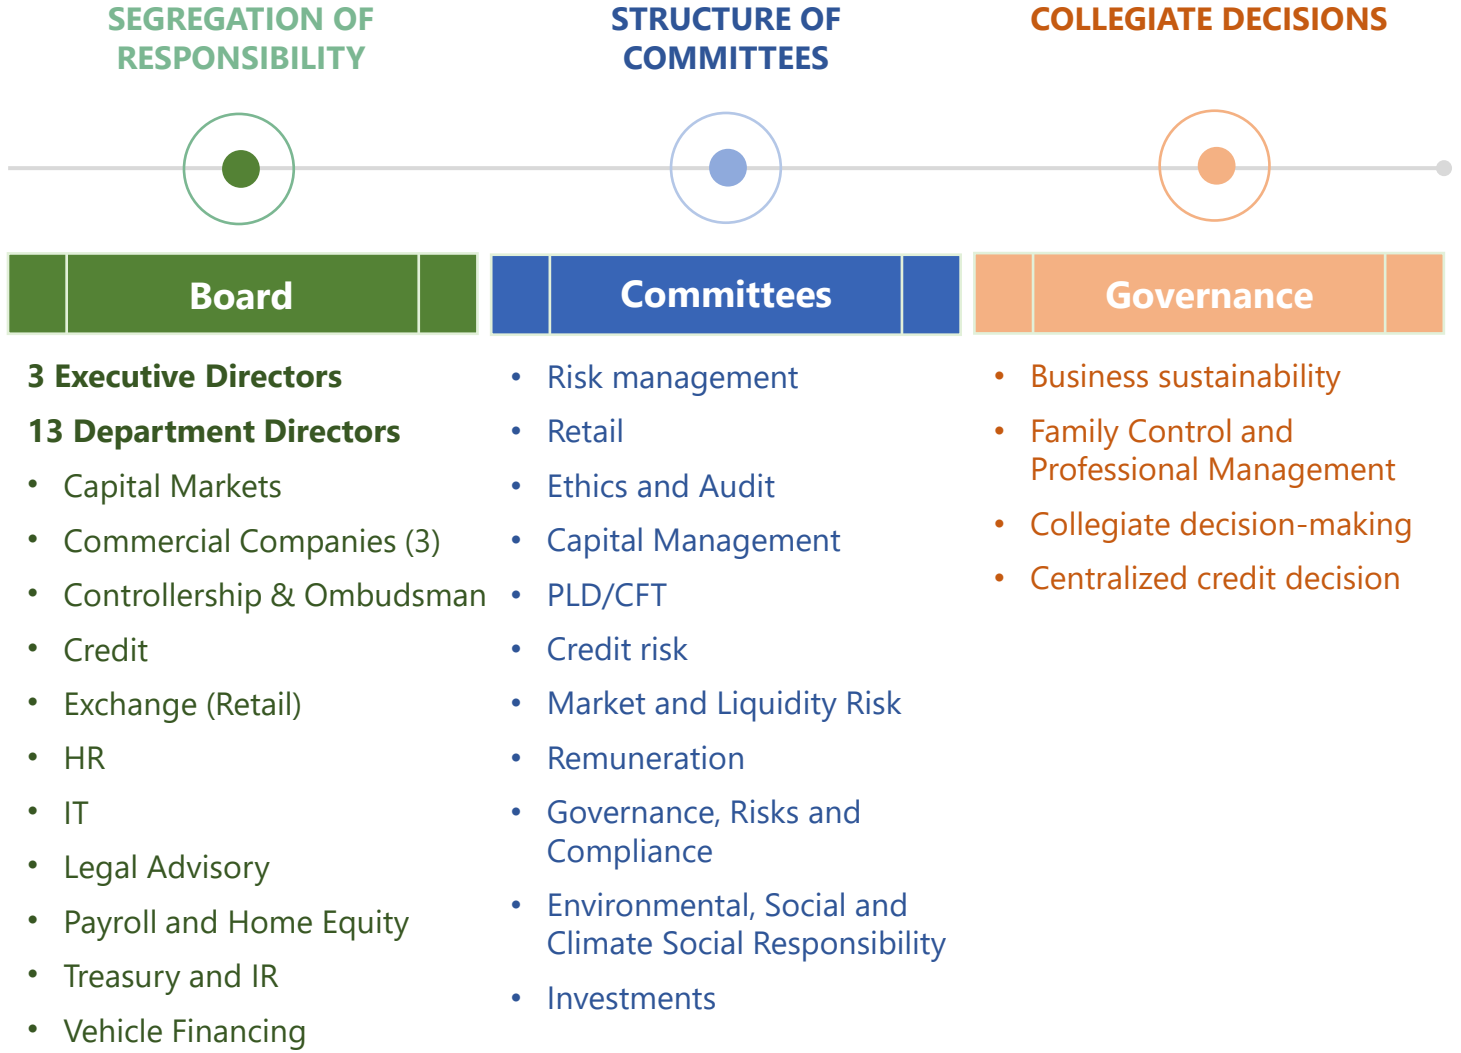 SEGREGATION OF
RESPONSIBILITY
STRUCTURE OF
COMMITTEES
COLLEGIATE DECISIONS
Board
3 Executive Directors
13 Department Directors
• Capital Markets
• Commercial Companies (3)
• Controllership & Ombudsman
• Credit
• Exchange (Retail)
• HR
• IT
• Legal Advisory
• Payroll and Home Equity
• Treasury and IR
• Vehicle Financing
Committees
• Risk management
• Retail
• Ethics and Audit
• Capital Management
• PLD/CFT
• Credit risk
• Market and Liquidity Risk
• Remuneration
• Governance, Risks and
Compliance
• Environmental, Social and
Climate Social Responsibility
• Investments
Governance
• Business sustainability
• Family Control and
Professional Management
• Collegiate decision-making
• Centralized credit decision